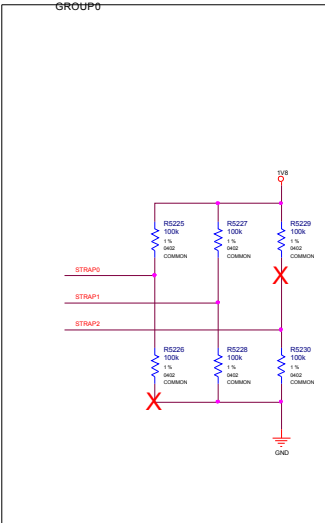 GROUP0
1V8
R5225
100k
1 %
0402
COMMON
R5227
100k
1 %
0402
COMMON
R5229
100k
1 %
0402
COMMON
STRAP0
STRAP1
STRAP2
R5226
100k
1 %
0402
COMMON
R5228
100k
1 %
0402
COMMON
R5230
100k
1 %
0402
COMMON
GND